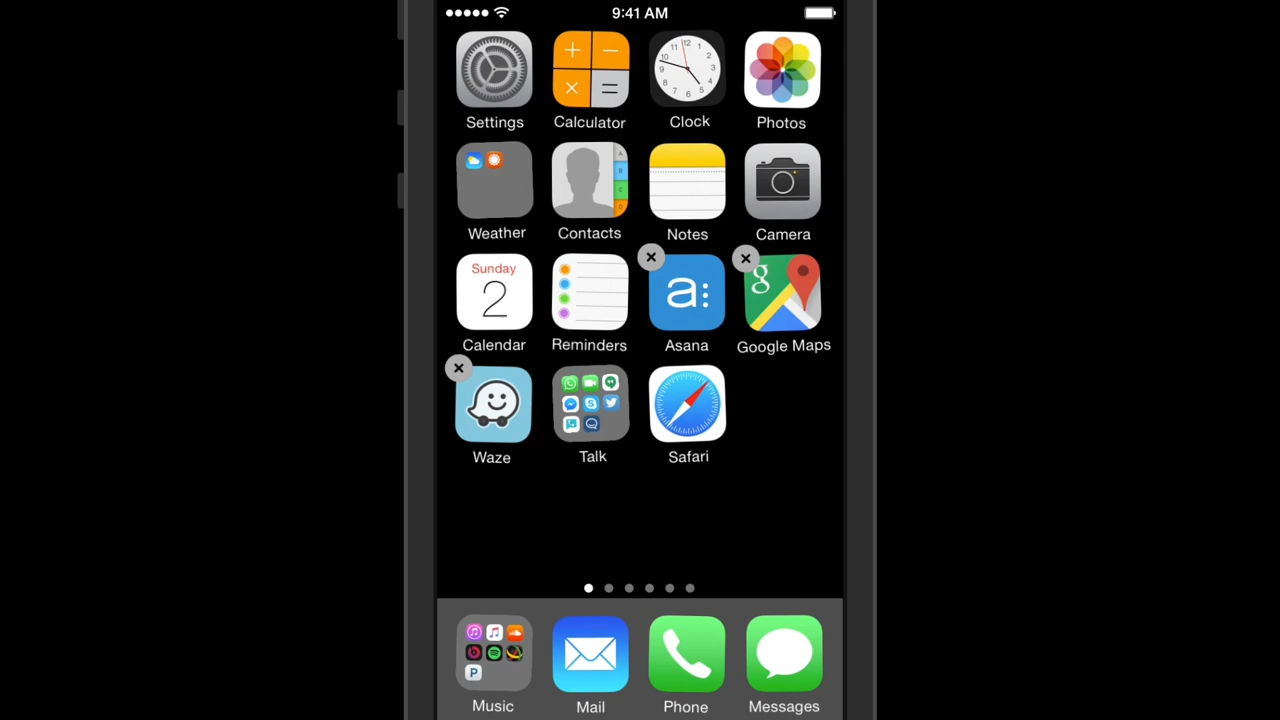 9:41 AM
Settings
Calculator
Clock
Photos
Weather
Contacts
Notes
Camera
Sunday
2
Calendar
Reminders
a:
Asana
g
Google Maps
Waze
Talk
Safari
P
Music
Mail
Phone
Messages